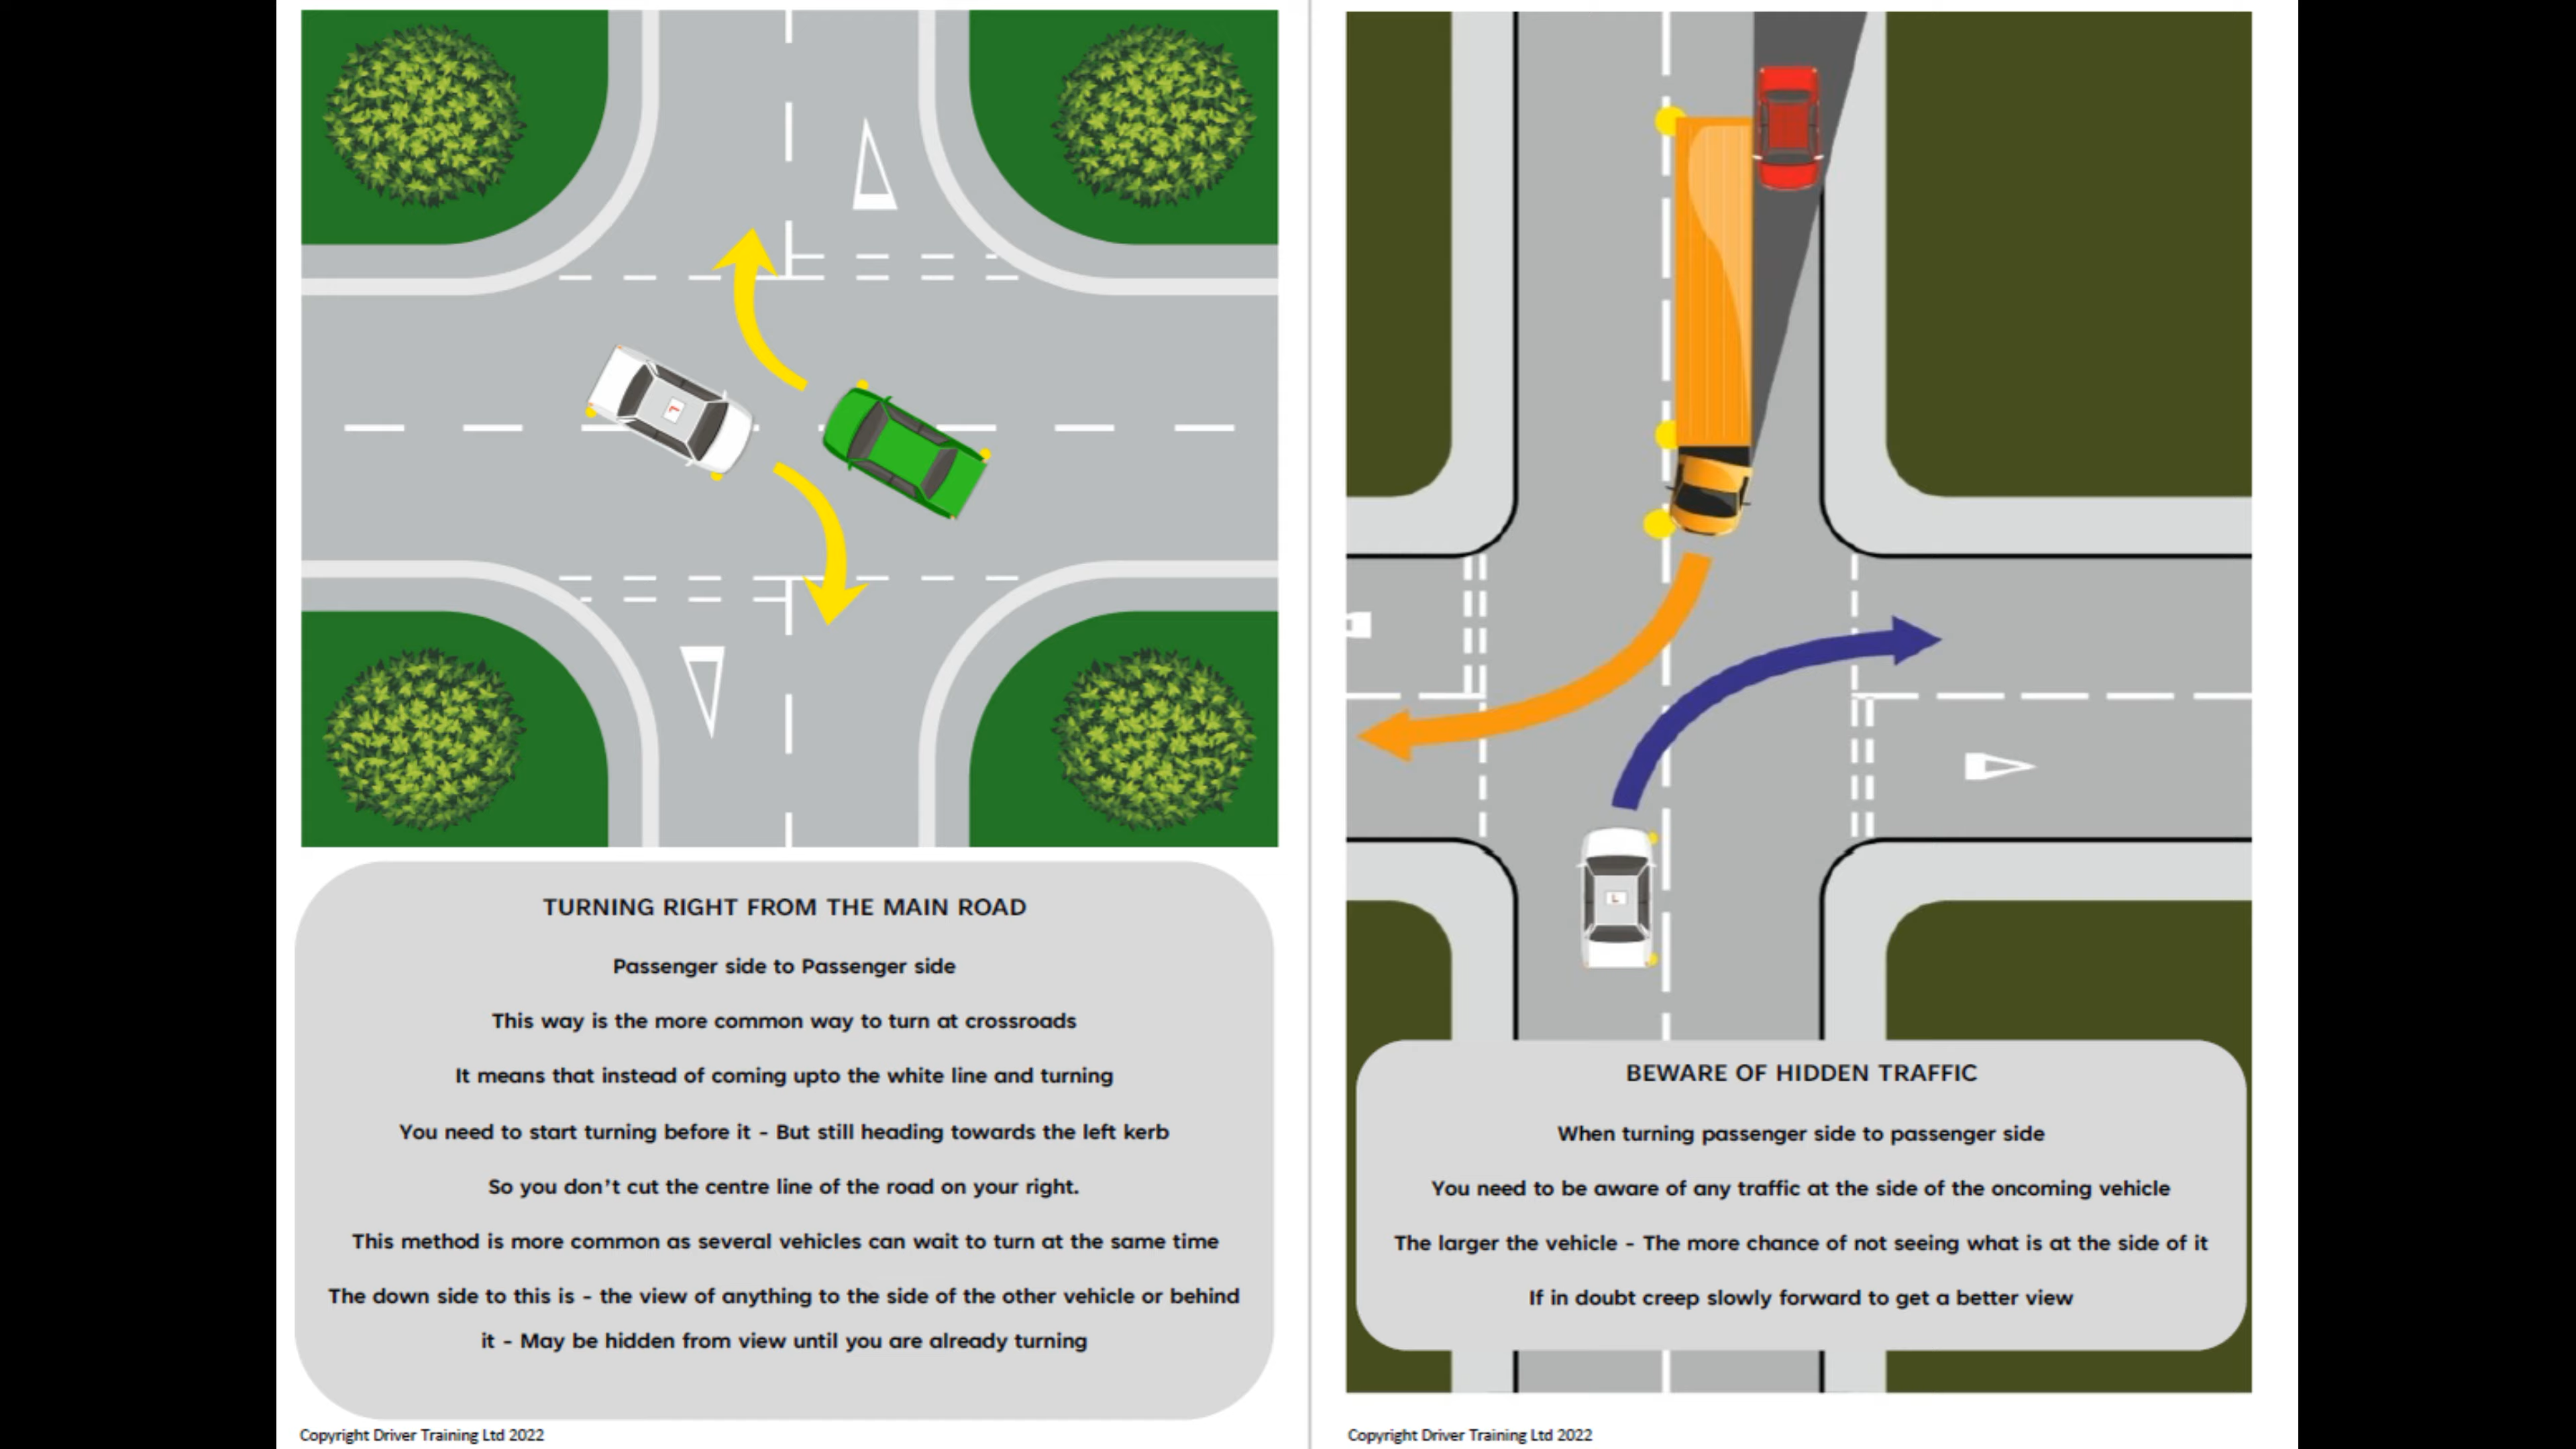 TURNING RIGHT FROM THE MAIN ROAD
Passenger side to Passenger side
This way is the more common way to turn at crossroads
It means that instead of coming upto the white line and turning
You need to start turning before it - But still heading towards the left kerb
So you don't cut the centre line of the road on your right.
This method is more common as several vehicles can wait to turn at the same time
The down side to this is - the view of anything to the side of the other vehicle or behind
it - May be hidden from view until you are already turning
Copyright Driver Training Ltd 2022
BEWARE OF HIDDEN TRAFFIC
When turning passenger side to passenger side
You need to be aware of any traffic at the side of the oncoming vehicle
The larger the vehicle - The more chance of not seeing what is at the side of it
If in doubt creep slowly forward to get a better view
Copyright Driver Training Ltd 2022